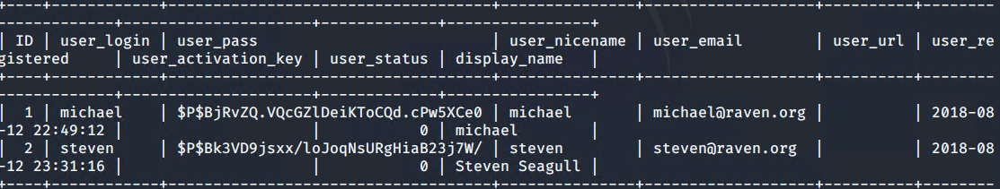 +----+------------+------------------------------------+---------------+-------------------+----------+--------
-------------+---------------------+-------------+----------------+
| ID | user_login | user_pass                          | user_nicename | user_email        | user_url | user_re
gistered     | user_activation_key | user_status | display_name   |
+----+------------+------------------------------------+---------------+-------------------+----------+--------
-------------+---------------------+-------------+----------------+
|  1 | michael    | $P$BjRvZQ.VQcGZlDeiKToCQd.cPw5XCe0 | michael       | michael@raven.org |          | 2018-08
-12 22:49:12 |                     |           0 | michael        |
|  2 | steven     | $P$Bk3VD9jsxx/loJoqNsURgHiaB23j7W/ | steven        | steven@raven.org  |          | 2018-08
-12 23:31:16 |                     |           0 | Steven Seagull |
+----+------------+------------------------------------+---------------+-------------------+----------+--------